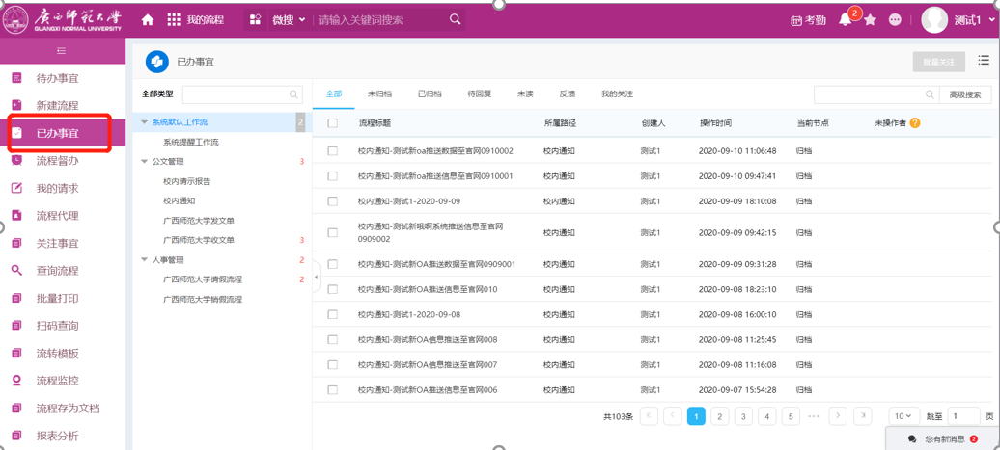 广西师范大学
GUANGXI NORMAL UNIVERSITY
我的流程
微搜
请输入关键词搜索
考勤
2
测试1
待办事宜
新建流程
已办事宜
流程督办
我的请求
流程代理
关注事宜
查询流程
批量打印
扫码查询
流转模板
流程监控
流程存为文档
报表分析
已办事宜
批量关注
全部类型
系统默认工作流 2
系统提醒工作流
公文管理 3
校内请示报告
校内通知
广西师范大学发文单
广西师范大学收文单 3
人事管理 2
广西师范大学请假流程 2
广西师范大学销假流程
全部 未归档 已归档 待回复 未读 反馈 我的关注
高级搜索
流程标题 所属路径 创建人 操作时间 当前节点 未操作者 ?
校内通知-测试新oa推送数据至官网0910002 校内通知 测试1 2020-09-10 11:06:48 归档
校内通知-测试新oa推送信息至官网0910001 校内通知 测试1 2020-09-10 09:47:41 归档
校内通知-测试1-2020-09-09 校内通知 测试1 2020-09-09 18:10:08 归档
校内通知-测试新哦啊系统推送信息至官网
0909002 校内通知 测试1 2020-09-09 09:42:15 归档
校内通知-测试新OA推送数据至官网0909001 校内通知 测试1 2020-09-09 09:31:28 归档
校内通知-测试新OA推送信息至官网010 校内通知 测试1 2020-09-08 18:23:10 归档
校内通知-测试1-2020-09-08 校内通知 测试1 2020-09-08 16:00:10 归档
校内通知-测试新OA信息推送至官网008 校内通知 测试1 2020-09-08 11:25:45 归档
校内通知-测试新OA信息推送至官网007 校内通知 测试1 2020-09-08 11:16:08 归档
校内通知-测试新OA推送信息至官网006 校内通知 测试1 2020-09-07 15:54:28 归档
共103条 1 2 3 4 5 ··· 10 跳至 1 页
您有新消息 2